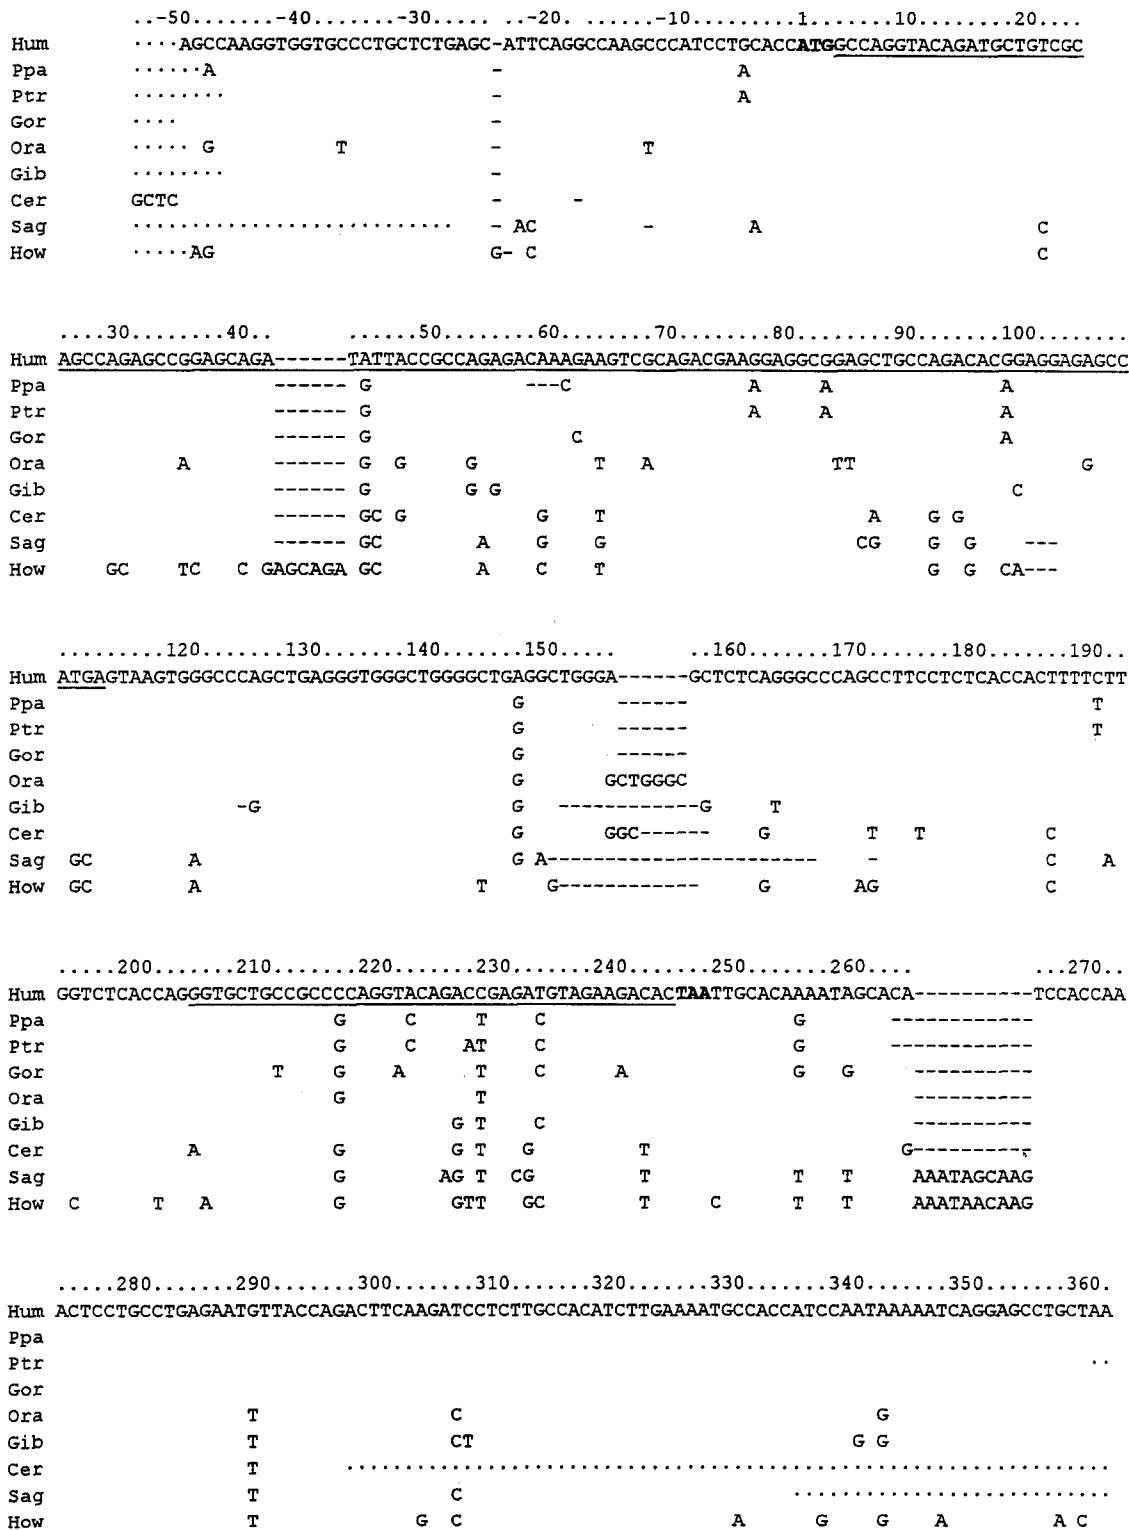 ..-50.......-40.......-30......-20.......-10.........1.......10........20....
Hum ····AGCCAAGGTGGTGCCCTGCTCTGAGC-ATTCAGGCCAAGCCCATCCTGCACCATGGCCAGGTACAGATGCTGTCGC
Ppa ······A - A
Ptr ········ - A
Gor ···· -
Ora ····· G T - T
Gib ········ -
Cer GCTC - -
Sag ··························· - AC - A C
How ·····AG G- C C
....30........40.. ......50........60........70........80........90........100.........
Hum AGCCAGAGCCGGAGCAGA------TATTACCGCCAGAGACAAAGAAGTCGCAGACGAAGGAGGCGGAGCTGCCAGACACGGAGGAGAGCC
Ppa ------ G ---C A A A
Ptr ------ G A A A
Gor ------ G C A
Ora A ------ G G G T A TT G
Gib ------ G G G C
Cer ------ GC G G T A G G
Sag ------ GC A G G CG G G ---
How GC TC C GAGCAGA GC A C T G G CA---
.........120.......130.......140.......150.... ..160.......170.......180.......190..
Hum ATGAGTAAGTGGGCCCAGCTGAGGGTGGGCTGGGGCTGAGGCTGGGA------GCTCTCAGGGCCCAGCCTTCCTCTCACCACTTTTCTT
Ppa G ------ T
Ptr G ------ T
Gor G ------
Ora G GCTGGGC
Gib -G G ------------G T
Cer G GGC------ G T T C
Sag GC A G A----------------------- - C A
How GC A T G------------ G AG C
.....200.......210.......220.......230.......240.......250.......260.... ...270..
Hum GGTCTCACCAGGGTGCTGCCGCCCCCAGGTACAGACCGAGATGTAGAAGACACTAATTGCACAAAATAGCACA----------TCCACCAA
Ppa G C T C G ------------
Ptr G C AT C G ------------
Gor T G A T C A G G ----------
Ora G T ----------
Gib G T C ----------
Cer A G G T G T G----------
Sag G AG T CG T T T AAATAGCAAG
How C T A G GTT GC T C T T AAATAACAAG
.....280.......290.......300.......310.......320.......330.......340.......350.......360.
Hum ACTCCTGCCTGAGAATGTTACCAGACTTCAAGATCCTCTTGCCACATCTTGAAAATGCCACCATCCAATAAAAATCAGGAGCCTGCTAA
Ppa
Ptr ··
Gor
Ora T C G
Gib T CT G G
Cer T ································································
Sag T C ···························
How T G C A G G A A C